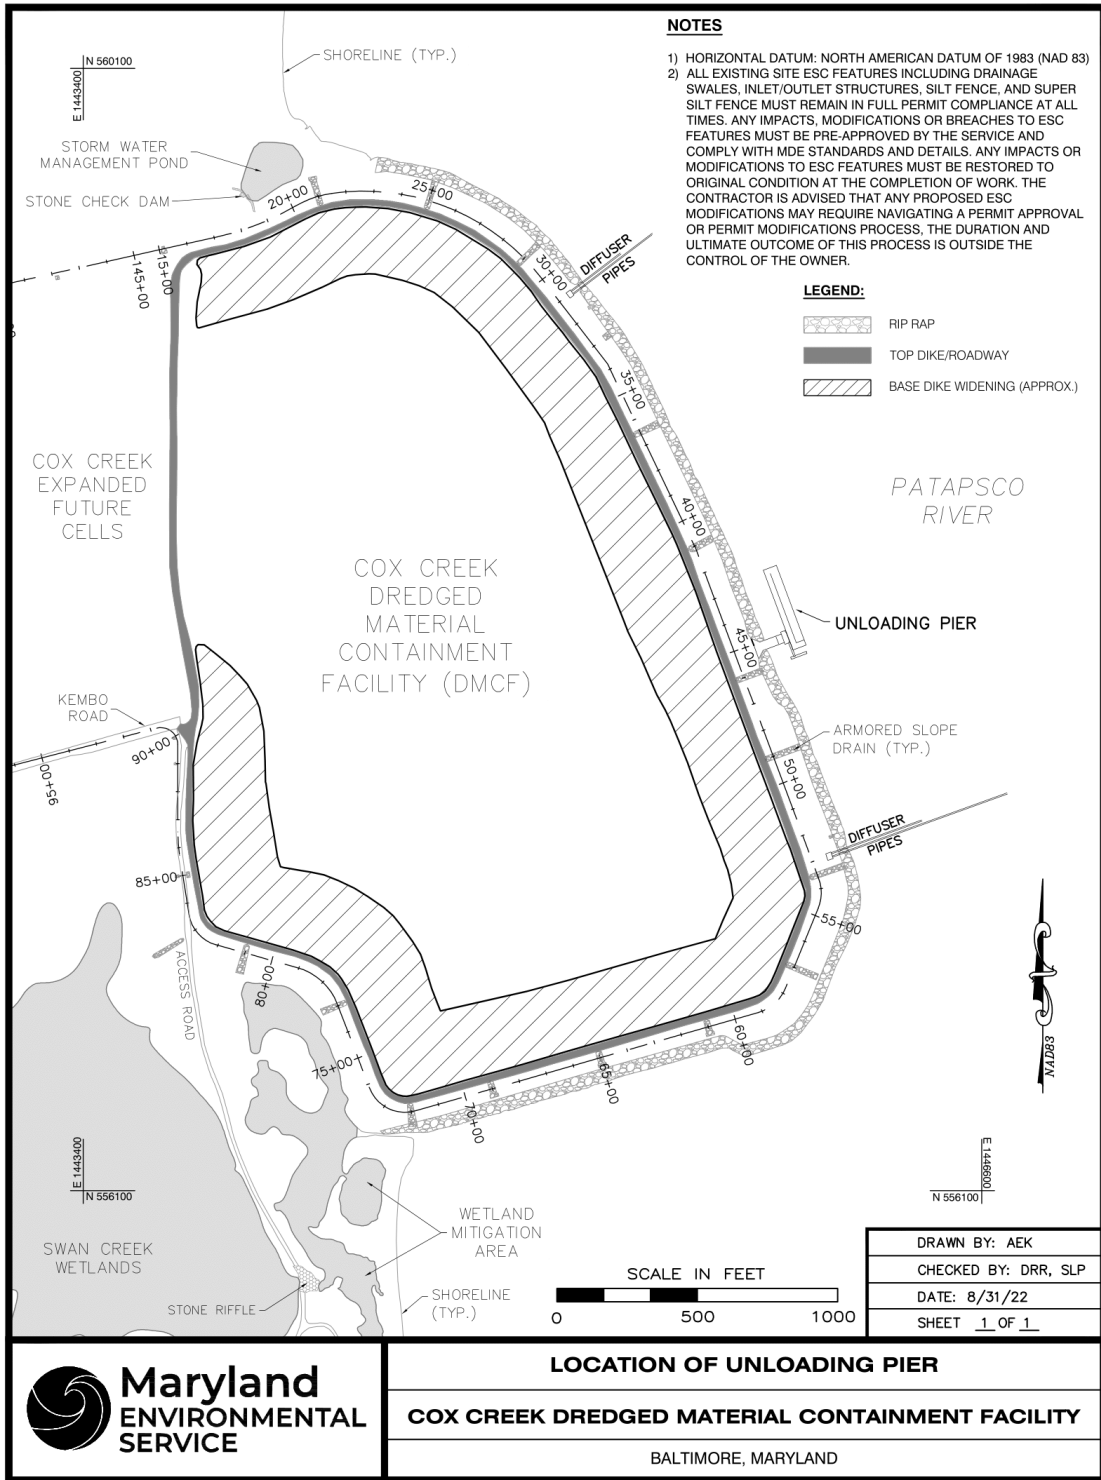 NOTES
1) HORIZONTAL DATUM: NORTH AMERICAN DATUM OF 1983 (NAD 83)
2) ALL EXISTING SITE ESC FEATURES INCLUDING DRAINAGE
SWALES, INLET/OUTLET STRUCTURES, SILT FENCE, AND SUPER
SILT FENCE MUST REMAIN IN FULL PERMIT COMPLIANCE AT ALL
TIMES. ANY IMPACTS, MODIFICATIONS OR BREACHES TO ESC
FEATURES MUST BE PRE-APPROVED BY THE SERVICE AND
COMPLY WITH MDE STANDARDS AND DETAILS. ANY IMPACTS OR
MODIFICATIONS TO ESC FEATURES MUST BE RESTORED TO
ORIGINAL CONDITION AT THE COMPLETION OF WORK. THE
CONTRACTOR IS ADVISED THAT ANY PROPOSED ESC
MODIFICATIONS MAY REQUIRE NAVIGATING A PERMIT APPROVAL
OR PERMIT MODIFICATIONS PROCESS, THE DURATION AND
ULTIMATE OUTCOME OF THIS PROCESS IS OUTSIDE THE
CONTROL OF THE OWNER.
LEGEND:
RIP RAP
TOP DIKE/ROADWAY
BASE DIKE WIDENING (APPROX.)
N 560100
E 1443400
SHORELINE (TYP.)
STORM WATER
MANAGEMENT POND
STONE CHECK DAM
145+00
15+00
20+00
25+00
30+00
DIFFUSER
PIPES
35+00
40+00
45+00
50+00
55+00
60+00
65+00
70+00
75+00
80+00
85+00
90+00
95+00
COX CREEK
EXPANDED
FUTURE
CELLS
COX CREEK
DREDGED
MATERIAL
CONTAINMENT
FACILITY (DMCF)
PATAPSCO
RIVER
UNLOADING PIER
KEMBO
ROAD
ARMORED SLOPE
DRAIN (TYP.)
DIFFUSER
PIPES
ACCESS ROAD
NAD83
E 1443400
N 556100
E 1446600
N 556100
SWAN CREEK
WETLANDS
WETLAND
MITIGATION
AREA
STONE RIFFLE
SHORELINE
(TYP.)
SCALE IN FEET
0 500 1000
DRAWN BY: AEK
CHECKED BY: DRR, SLP
DATE: 8/31/22
SHEET 1 OF 1
Maryland
ENVIRONMENTAL
SERVICE
LOCATION OF UNLOADING PIER
COX CREEK DREDGED MATERIAL CONTAINMENT FACILITY
BALTIMORE, MARYLAND